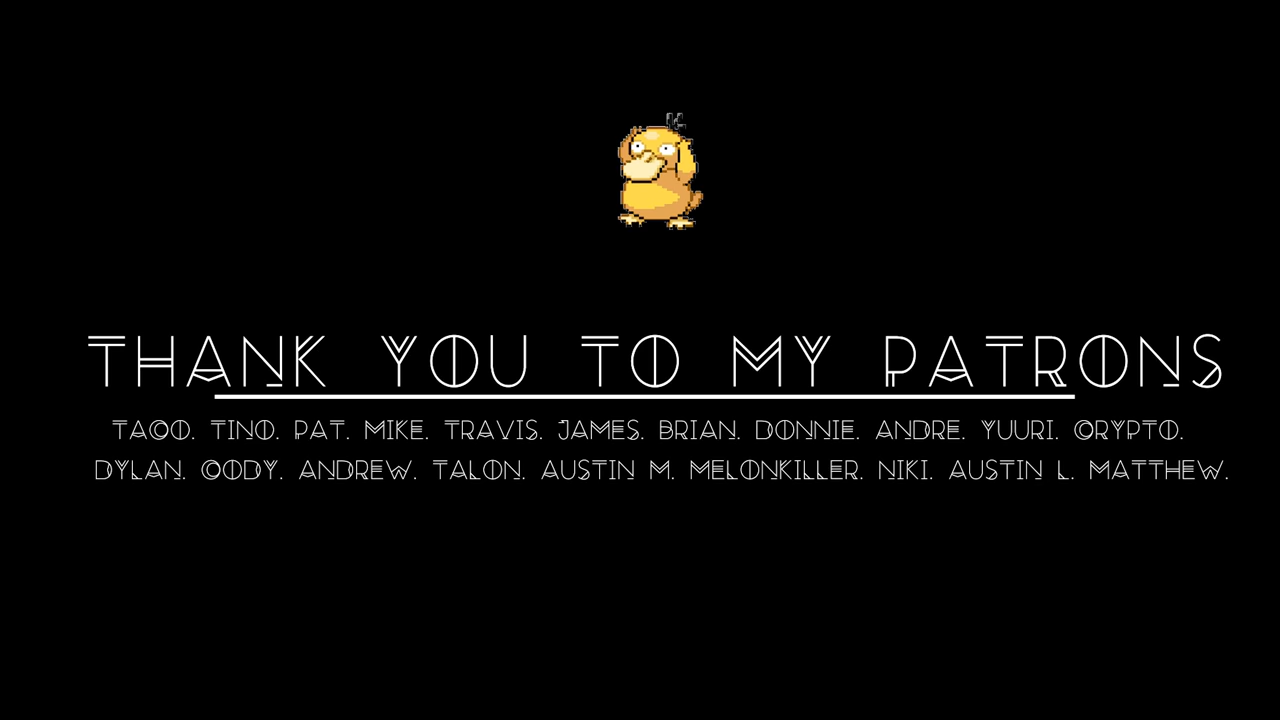 THANK YOU TO MY PATRONS
TACO. TINO. PAT. MIKE. TRAVIS. JAMES. BRIAN. DONNIE. ANDRE. YUURI. CRYPTO.
DYLAN. CODY. ANDREW. TALON. AUSTIN M. MELONKILLER. NIKI. AUSTIN L. MATTHEW.